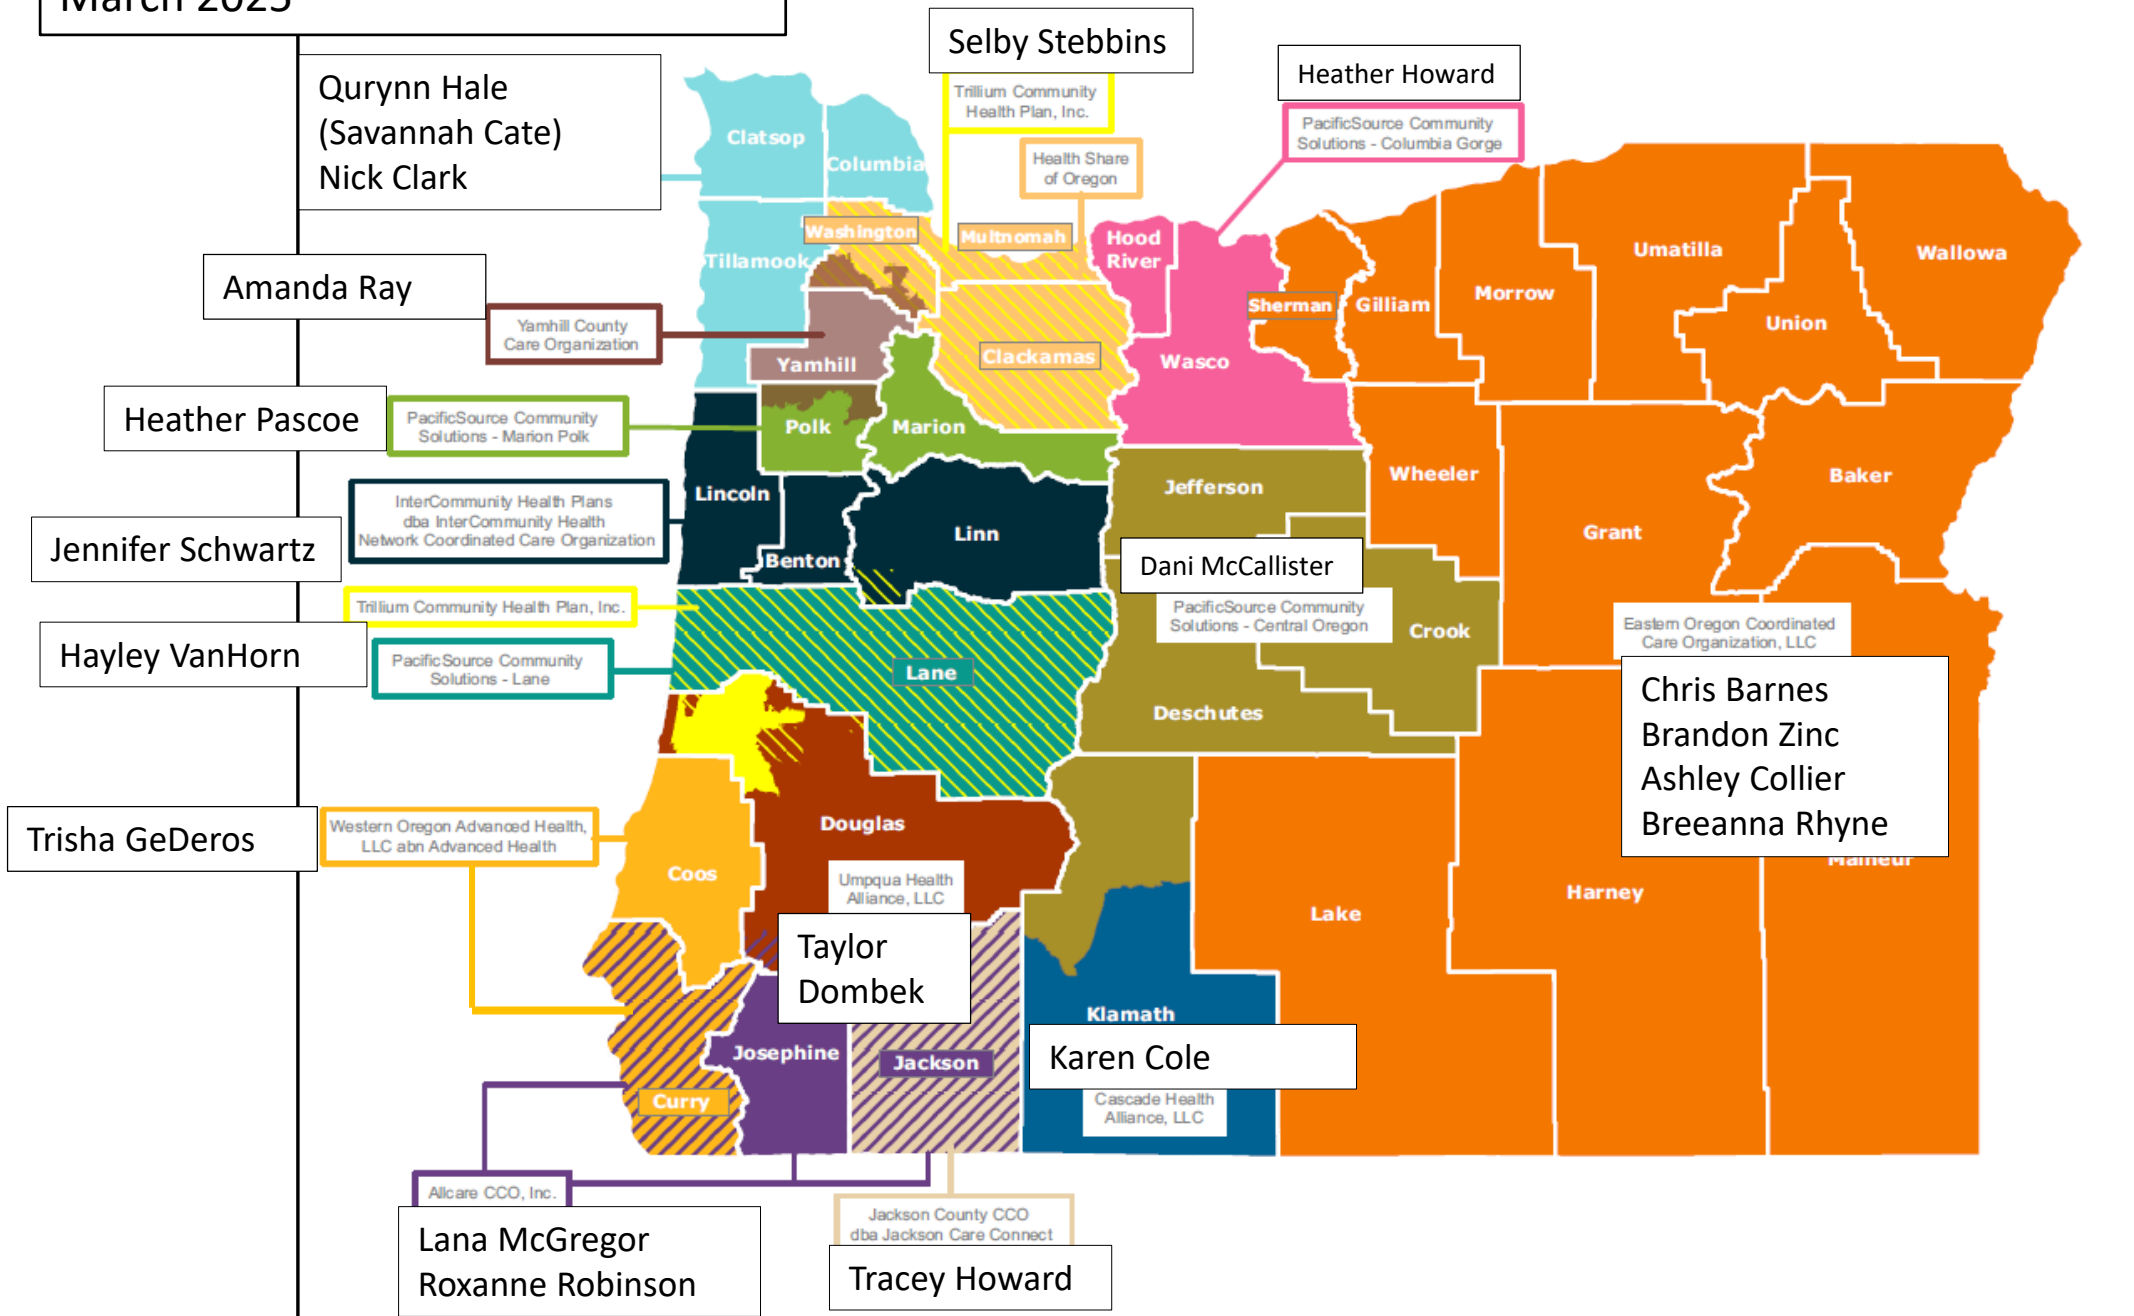 March 2025
Selby Stebbins
Heather Howard
Qurynn Hale
(Savannah Cate)
Nick Clark
Trillium Community
Health Plan, Inc.
PacificSource Community
Solutions - Columbia Gorge
Health Share
of Oregon
Clatsop
Columbia
Washington
Multnomah
Hood
River
Tillamook
Umatilla
Wallowa
Sherman
Gilliam
Morrow
Union
Amanda Ray
Yamhill County
Care Organization
Yamhill
Clackamas
Wasco
Heather Pascoe
PacificSource Community
Solutions - Marion Polk
Polk
Marion
Wheeler
Baker
InterCommunity Health Plans
dba InterCommunity Health
Network Coordinated Care Organization
Lincoln
Jefferson
Linn
Grant
Jennifer Schwartz
Benton
Dani McCallister
Trillium Community Health Plan, Inc.
PacificSource Community
Solutions - Central Oregon
Crook
Eastern Oregon Coordinated
Care Organization, LLC
Hayley VanHorn
PacificSource Community
Solutions - Lane
Lane
Deschutes
Chris Barnes
Brandon Zinc
Ashley Collier
Breeanna Rhyne
Malheur
Trisha GeDeros
Western Oregon Advanced Health,
LLC abn Advanced Health
Coos
Douglas
Umpqua Health
Alliance, LLC
Lake
Harney
Taylor
Dombek
Klamath
Josephine
Jackson
Karen Cole
Curry
Cascade Health
Alliance, LLC
Allcare CCO, Inc.
Lana McGregor
Roxanne Robinson
Jackson County CCO
dba Jackson Care Connect
Tracey Howard